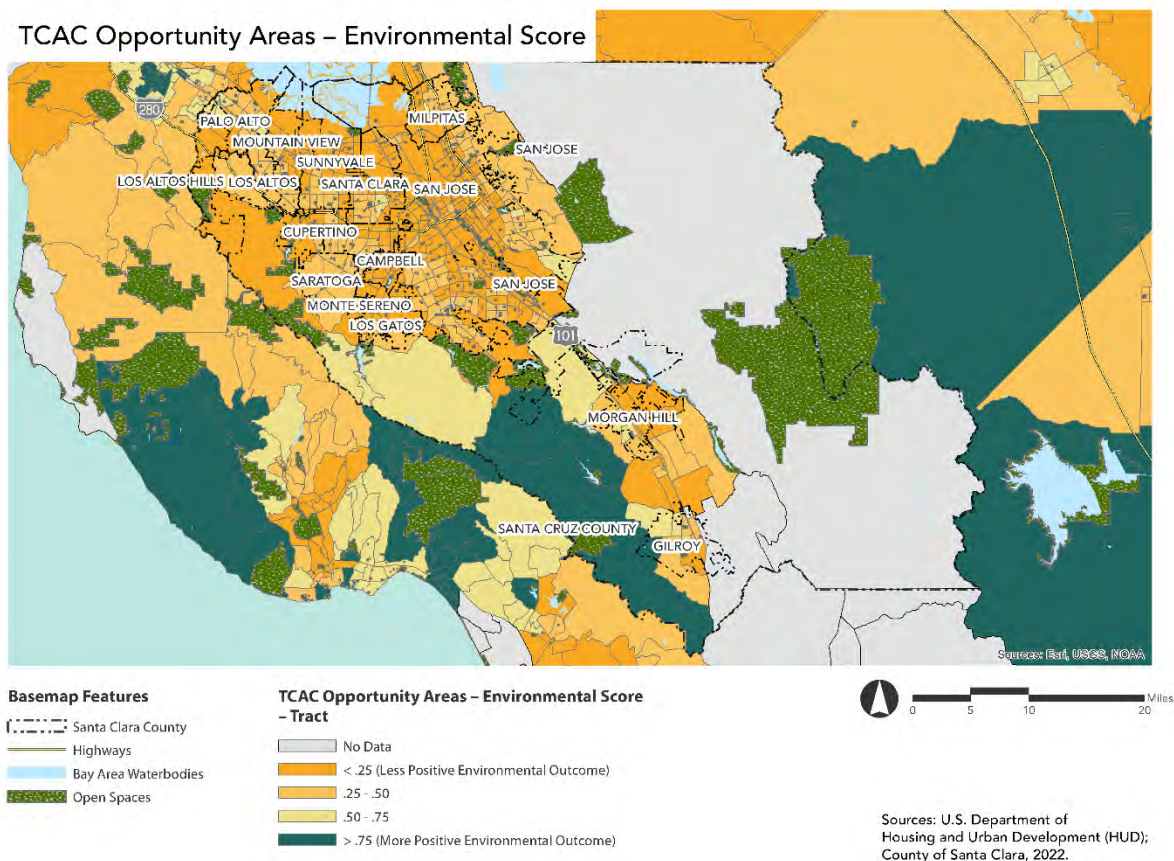 TCAC Opportunity Areas – Environmental Score
280
PALO ALTO
MILPITAS
MOUNTAIN VIEW
SAN JOSE
SUNNYVALE
LOS ALTOS HILLS
LOS ALTOS
SANTA CLARA
SAN JOSE
CUPERTINO
CAMPBELL
SARATOGA
SAN JOSE
MONTE SERENO
LOS GATOS
101
MORGAN HILL
SANTA CRUZ COUNTY
GILROY
Sources: Esri, USGS, NOAA
Basemap Features
Santa Clara County
Highways
Bay Area Waterbodies
Open Spaces
TCAC Opportunity Areas – Environmental Score
– Tract
No Data
< .25 (Less Positive Environmental Outcome)
.25 - .50
.50 - .75
> .75 (More Positive Environmental Outcome)
0 5 10 20 Miles
Sources: U.S. Department of
Housing and Urban Development (HUD);
County of Santa Clara, 2022.